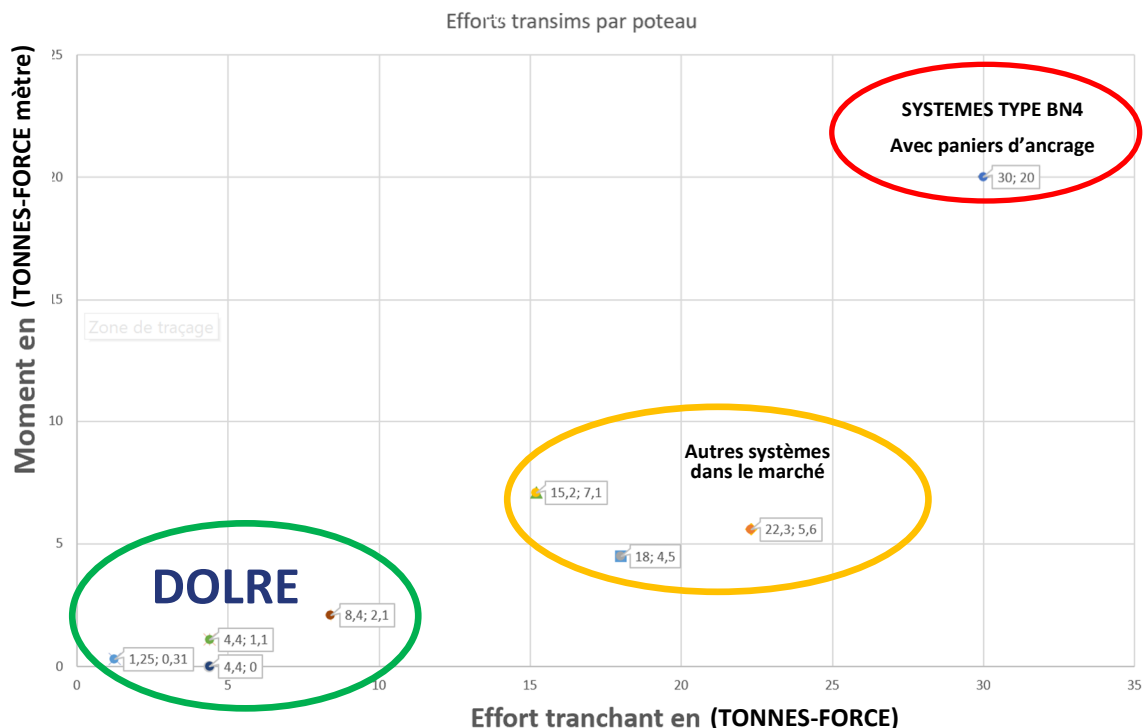 Efforts transims par poteau
Moment en (TONNES-FORCE mètre)
25
20
15
10
5
0
SYSTEMES TYPE BN4
Avec paniers d'ancrage
30; 20
Zone de traçage
Autres systèmes
dans le marché
15,2; 7,1
22,3; 5,6
18; 4,5
DOLRE
8,4; 2,1
4,4; 1,1
1,25; 0,31
4,4; 0
0 5 10 15 20 25 30 35
Effort tranchant en (TONNES-FORCE)